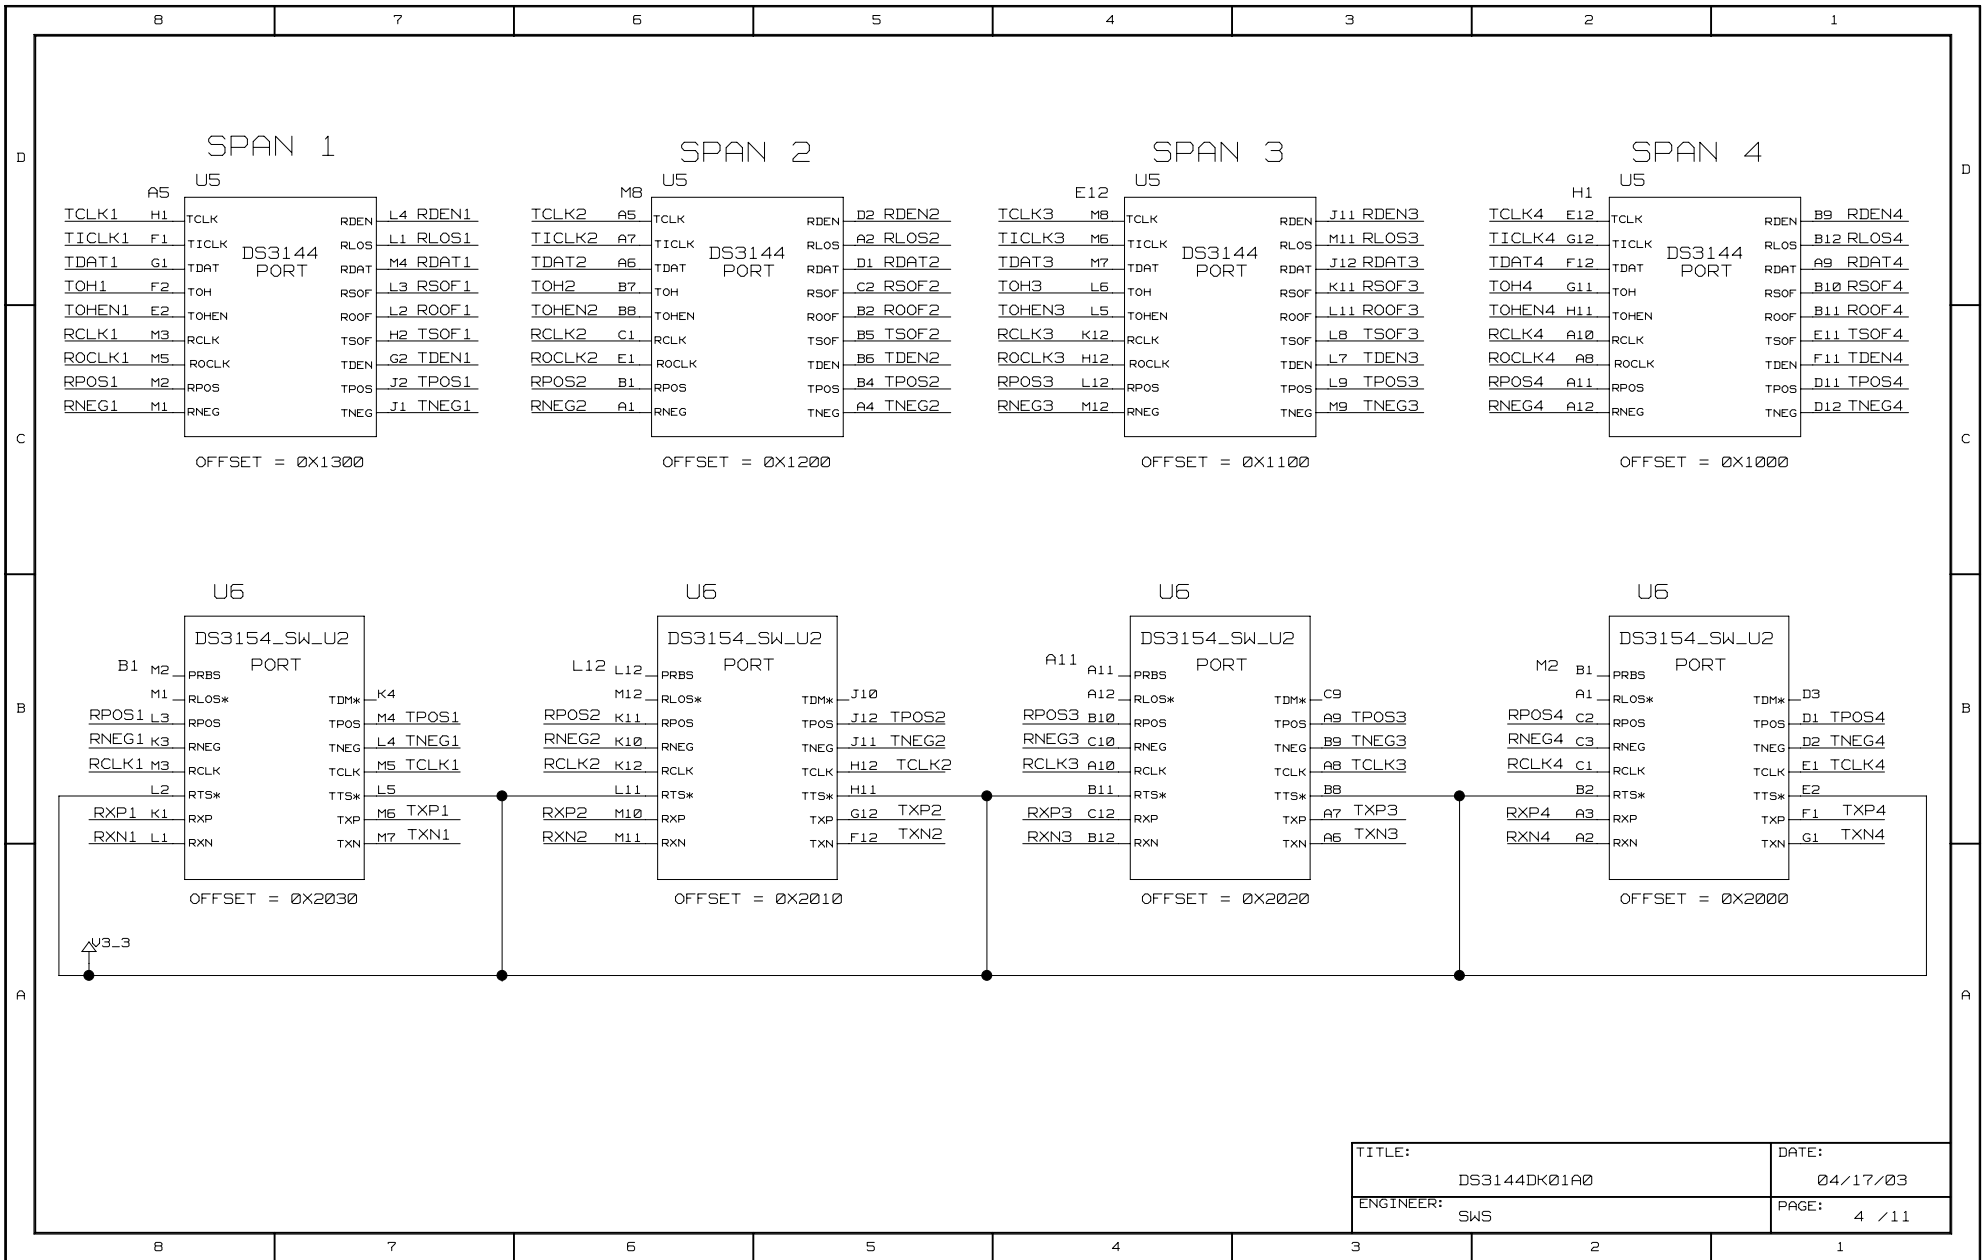 8 7 6 5 4 3 2 1
D D
C C
B B
A A
SPAN 1
U5
A5
DS3144
PORT
TCLK1 H1 TCLK RDEN L4 RDEN1
TICLK1 F1 TICLK RLOS L1 RLOS1
TDAT1 G1 TDAT RDAT M4 RDAT1
TOH1 F2 TOH RSOF L3 RSOF1
TOHEN1 E2 TOHEN ROOF L2 ROOF1
RCLK1 M3 RCLK TSOF H2 TSOF1
ROCLK1 M5 ROCLK TDEN G2 TDEN1
RPOS1 M2 RPOS TPOS J2 TPOS1
RNEG1 M1 RNEG TNEG J1 TNEG1
OFFSET = 0X1300
SPAN 2
U5
M8
DS3144
PORT
TCLK2 A5 TCLK RDEN D2 RDEN2
TICLK2 A7 TICLK RLOS A2 RLOS2
TDAT2 A6 TDAT RDAT D1 RDAT2
TOH2 B7 TOH RSOF C2 RSOF2
TOHEN2 B8 TOHEN ROOF B2 ROOF2
RCLK2 C1 RCLK TSOF B5 TSOF2
ROCLK2 E1 ROCLK TDEN B6 TDEN2
RPOS2 B1 RPOS TPOS B4 TPOS2
RNEG2 A1 RNEG TNEG A4 TNEG2
OFFSET = 0X1200
SPAN 3
U5
E12
DS3144
PORT
TCLK3 M8 TCLK RDEN J11 RDEN3
TICLK3 M6 TICLK RLOS M11 RLOS3
TDAT3 M7 TDAT RDAT J12 RDAT3
TOH3 L6 TOH RSOF K11 RSOF3
TOHEN3 L5 TOHEN ROOF L11 ROOF3
RCLK3 K12 RCLK TSOF L8 TSOF3
ROCLK3 H12 ROCLK TDEN L7 TDEN3
RPOS3 L12 RPOS TPOS L9 TPOS3
RNEG3 M12 RNEG TNEG M9 TNEG3
OFFSET = 0X1100
SPAN 4
U5
H1
DS3144
PORT
TCLK4 E12 TCLK RDEN B9 RDEN4
TICLK4 G12 TICLK RLOS B12 RLOS4
TDAT4 F12 TDAT RDAT A9 RDAT4
TOH4 G11 TOH RSOF B10 RSOF4
TOHEN4 H11 TOHEN ROOF B11 ROOF4
RCLK4 A10 RCLK TSOF E11 TSOF4
ROCLK4 A8 ROCLK TDEN F11 TDEN4
RPOS4 A11 RPOS TPOS D11 TPOS4
RNEG4 A12 RNEG TNEG D12 TNEG4
OFFSET = 0X1000
U6
DS3154_SW_U2
PORT
B1 M2 PRBS
M1 RLOS* TDM* K4
RPOS1 L3 RPOS TPOS M4 TPOS1
RNEG1 K3 RNEG TNEG L4 TNEG1
RCLK1 M3 RCLK TCLK M5 TCLK1
L2 RTS* TTS* L5
RXP1 K1 RXP TXP M6 TXP1
RXN1 L1 RXN TXN M7 TXN1
OFFSET = 0X2030
U6
DS3154_SW_U2
PORT
L12 L12 PRBS
M12 RLOS* TDM* J10
RPOS2 K11 RPOS TPOS J12 TPOS2
RNEG2 K10 RNEG TNEG J11 TNEG2
RCLK2 K12 RCLK TCLK H12 TCLK2
L11 RTS* TTS* H11
RXP2 M10 RXP TXP G12 TXP2
RXN2 M11 RXN TXN F12 TXN2
OFFSET = 0X2010
U6
DS3154_SW_U2
PORT
A11 A11 PRBS
A12 RLOS* TDM* C9
RPOS3 B10 RPOS TPOS A9 TPOS3
RNEG3 C10 RNEG TNEG B9 TNEG3
RCLK3 A10 RCLK TCLK A8 TCLK3
B11 RTS* TTS* B8
RXP3 C12 RXP TXP A7 TXP3
RXN3 B12 RXN TXN A6 TXN3
OFFSET = 0X2020
U6
DS3154_SW_U2
PORT
M2 B1 PRBS
A1 RLOS* TDM* D3
RPOS4 C2 RPOS TPOS D1 TPOS4
RNEG4 C3 RNEG TNEG D2 TNEG4
RCLK4 C1 RCLK TCLK E1 TCLK4
B2 RTS* TTS* E2
RXP4 A3 RXP TXP F1 TXP4
RXN4 A2 RXN TXN G1 TXN4
OFFSET = 0X2000
V3_3
TITLE: DS3144DK01A0
DATE: 04/17/03
ENGINEER: SWS
PAGE: 4 /11
8 7 6 5 4 3 2 1